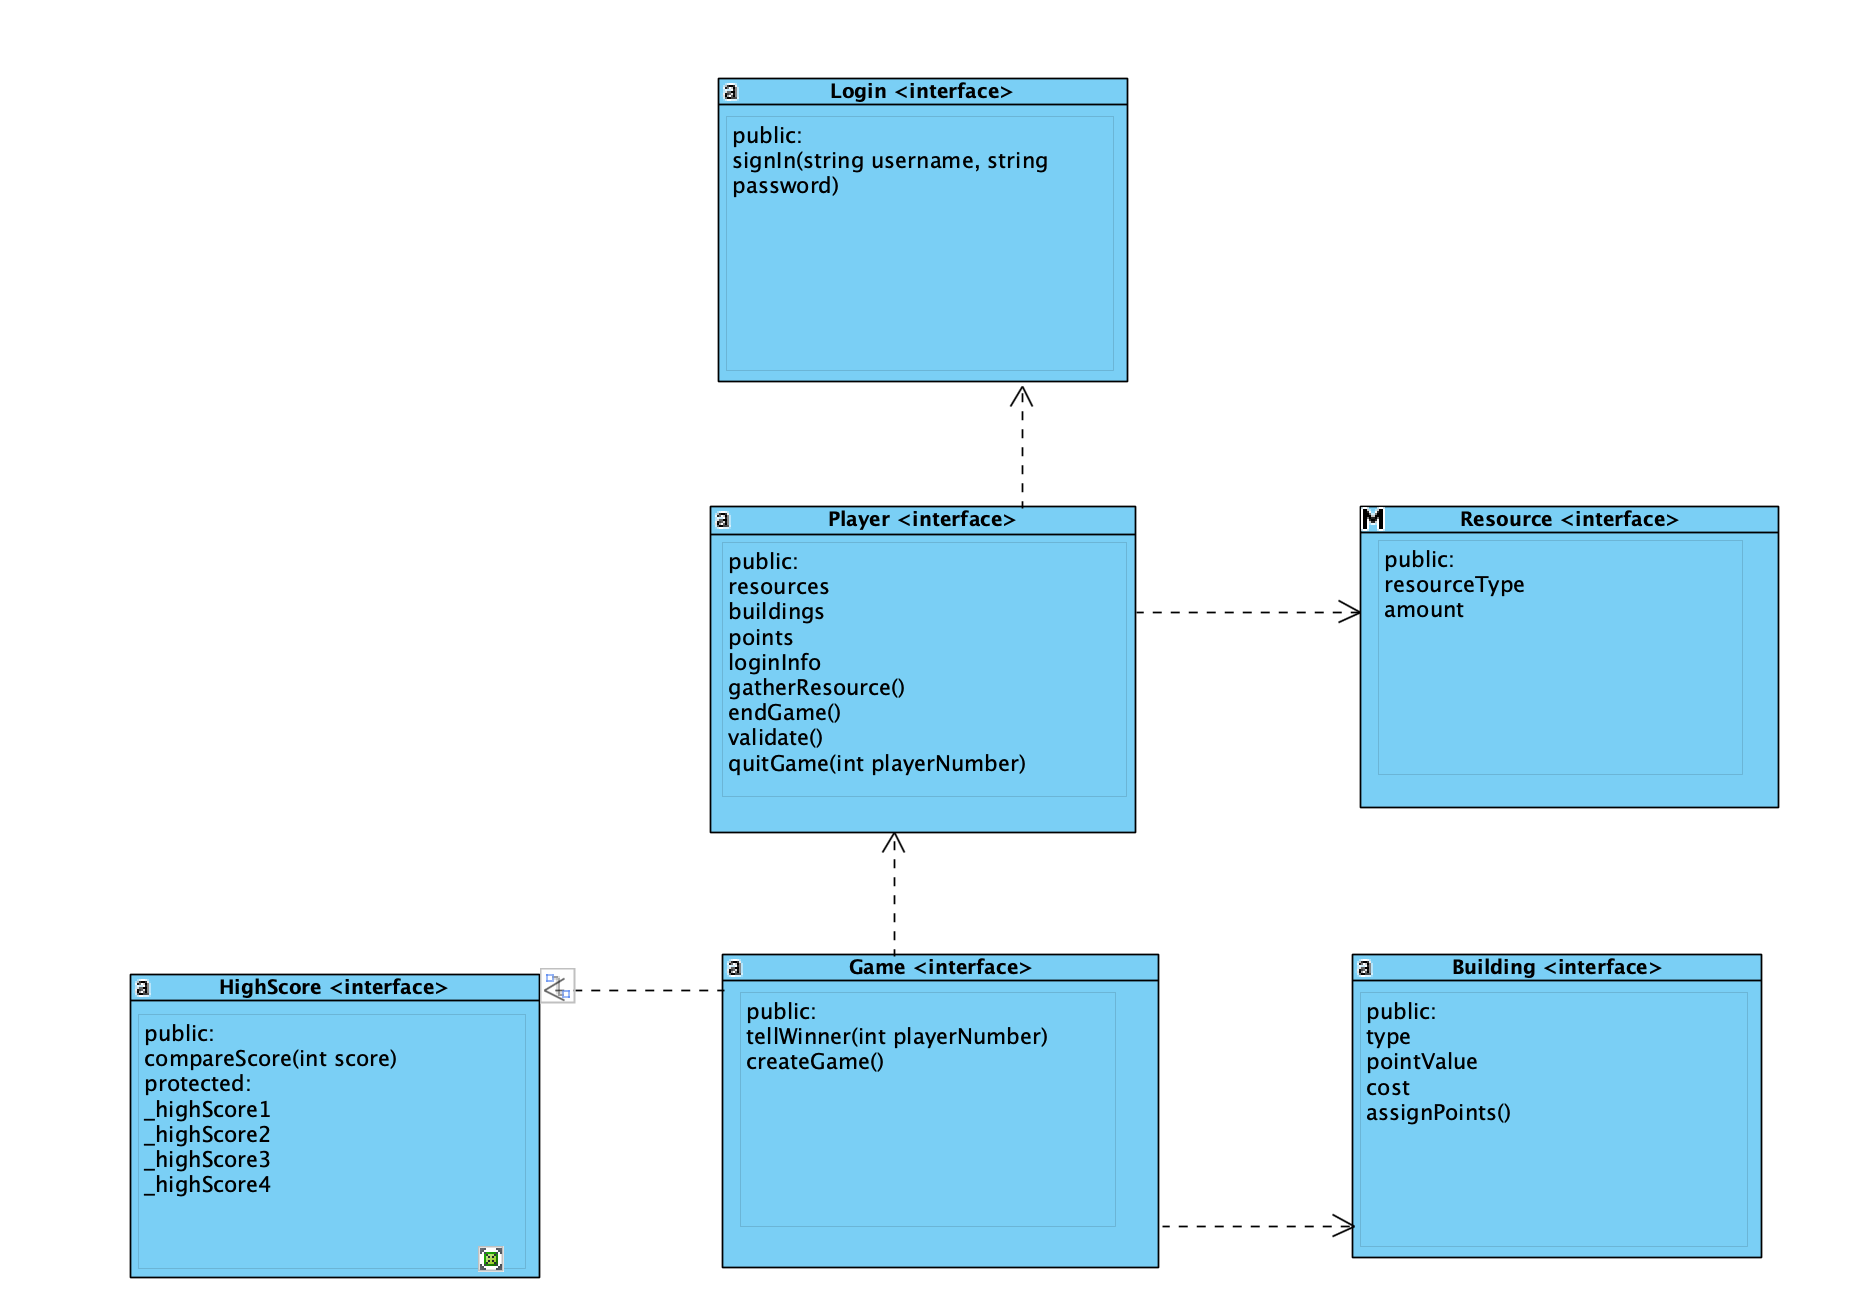 a Login <interface>
public:
signIn(string username, string
password)
a Player <interface>
public:
resources
buildings
points
loginInfo
gatherResource()
endGame()
validate()
quitGame(int playerNumber)
M Resource <interface>
public:
resourceType
amount
a HighScore <interface>
public:
compareScore(int score)
protected:
_highScore1
_highScore2
_highScore3
_highScore4
a Game <interface>
public:
tellWinner(int playerNumber)
createGame()
a Building <interface>
public:
type
pointValue
cost
assignPoints()